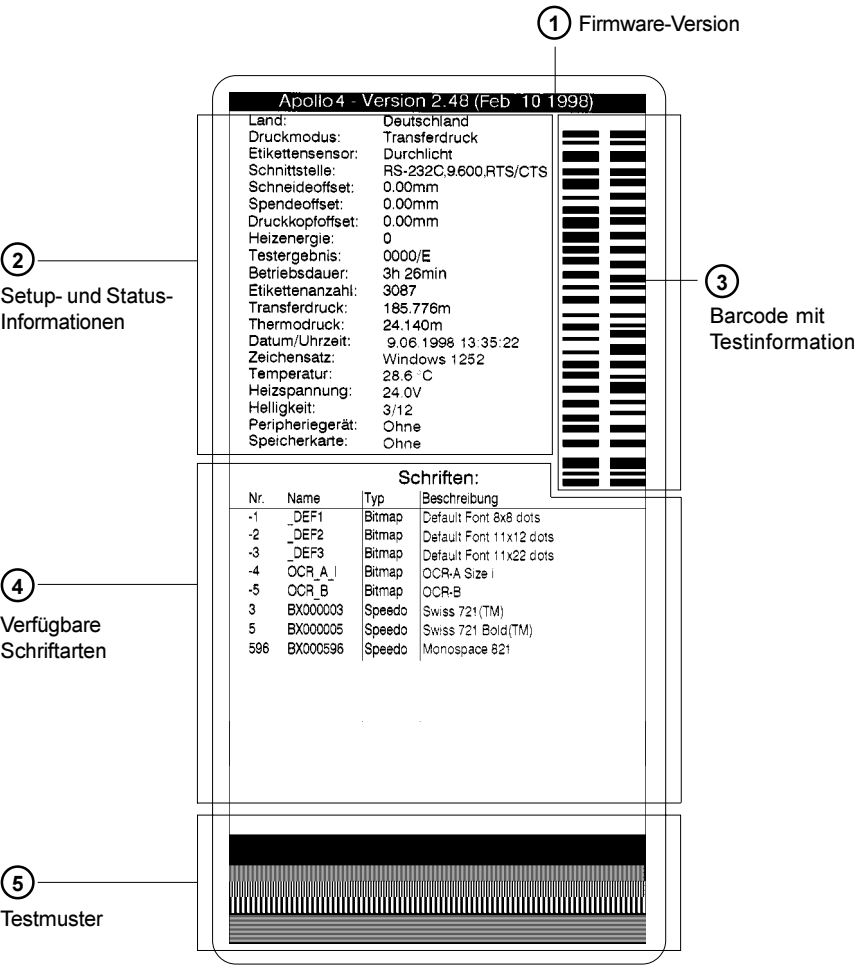 1 Firmware-Version
Apollo 4 - Version 2.48 (Feb 10 1998)
Land: Deutschland
Druckmodus: Transferdruck
Etikettensensor: Durchlicht
Schnittstelle: RS-232C,9.600,RTS/CTS
Schneideoffset: 0.00mm
Spendeoffset: 0.00mm
Druckkopfoffset: 0.00mm
Heizenergie: 0
Testergebnis: 0000/E
Betriebsdauer: 3h 26min
Etikettenanzahl: 3087
Transferdruck: 185.776m
Thermodruck: 24.140m
Datum/Uhrzeit: 9.06.1998 13:35:22
Zeichensatz: Windows 1252
Temperatur: 28.6 °C
Heizspannung: 24.0V
Helligkeit: 3/12
Peripheriegerät: Ohne
Speicherkarte: Ohne
2
Setup- und Status-
Informationen
3
Barcode mit
Testinformation
Schriften:
Nr. Name Typ Beschreibung
-1 _DEF1 Bitmap Default Font 8x8 dots
-2 _DEF2 Bitmap Default Font 11x12 dots
-3 _DEF3 Bitmap Default Font 11x22 dots
-4 OCR_A_I Bitmap OCR-A Size I
-5 OCR_B Bitmap OCR-B
3 BX000003 Speedo Swiss 721(TM)
5 BX000005 Speedo Swiss 721 Bold(TM)
596 BX000596 Speedo Monospace 821
4
Verfügbare
Schriftarten
5
Testmuster